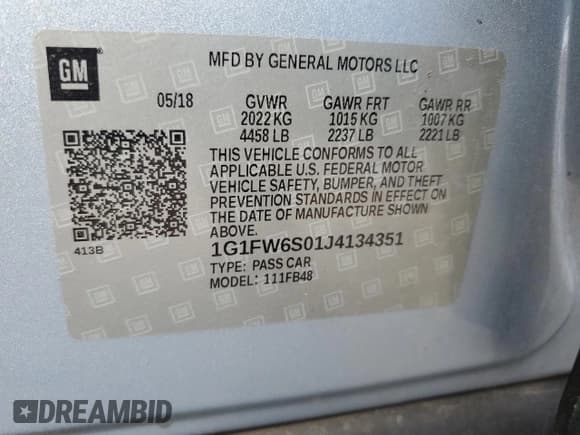 GM
MFD BY GENERAL MOTORS LLC
05/18 GVWR GAWR FRT GAWR RR
2022 KG 1015 KG 1007 KG
4458 LB 2237 LB 2221 LB
THIS VEHICLE CONFORMS TO ALL
APPLICABLE U.S. FEDERAL MOTOR
VEHICLE SAFETY, BUMPER, AND THEFT
PREVENTION STANDARDS IN EFFECT ON
THE DATE OF MANUFACTURE SHOWN
ABOVE.
413B
1G1FW6S01J4134351
TYPE: PASS CAR
MODEL: 111FB48
DREAMBID